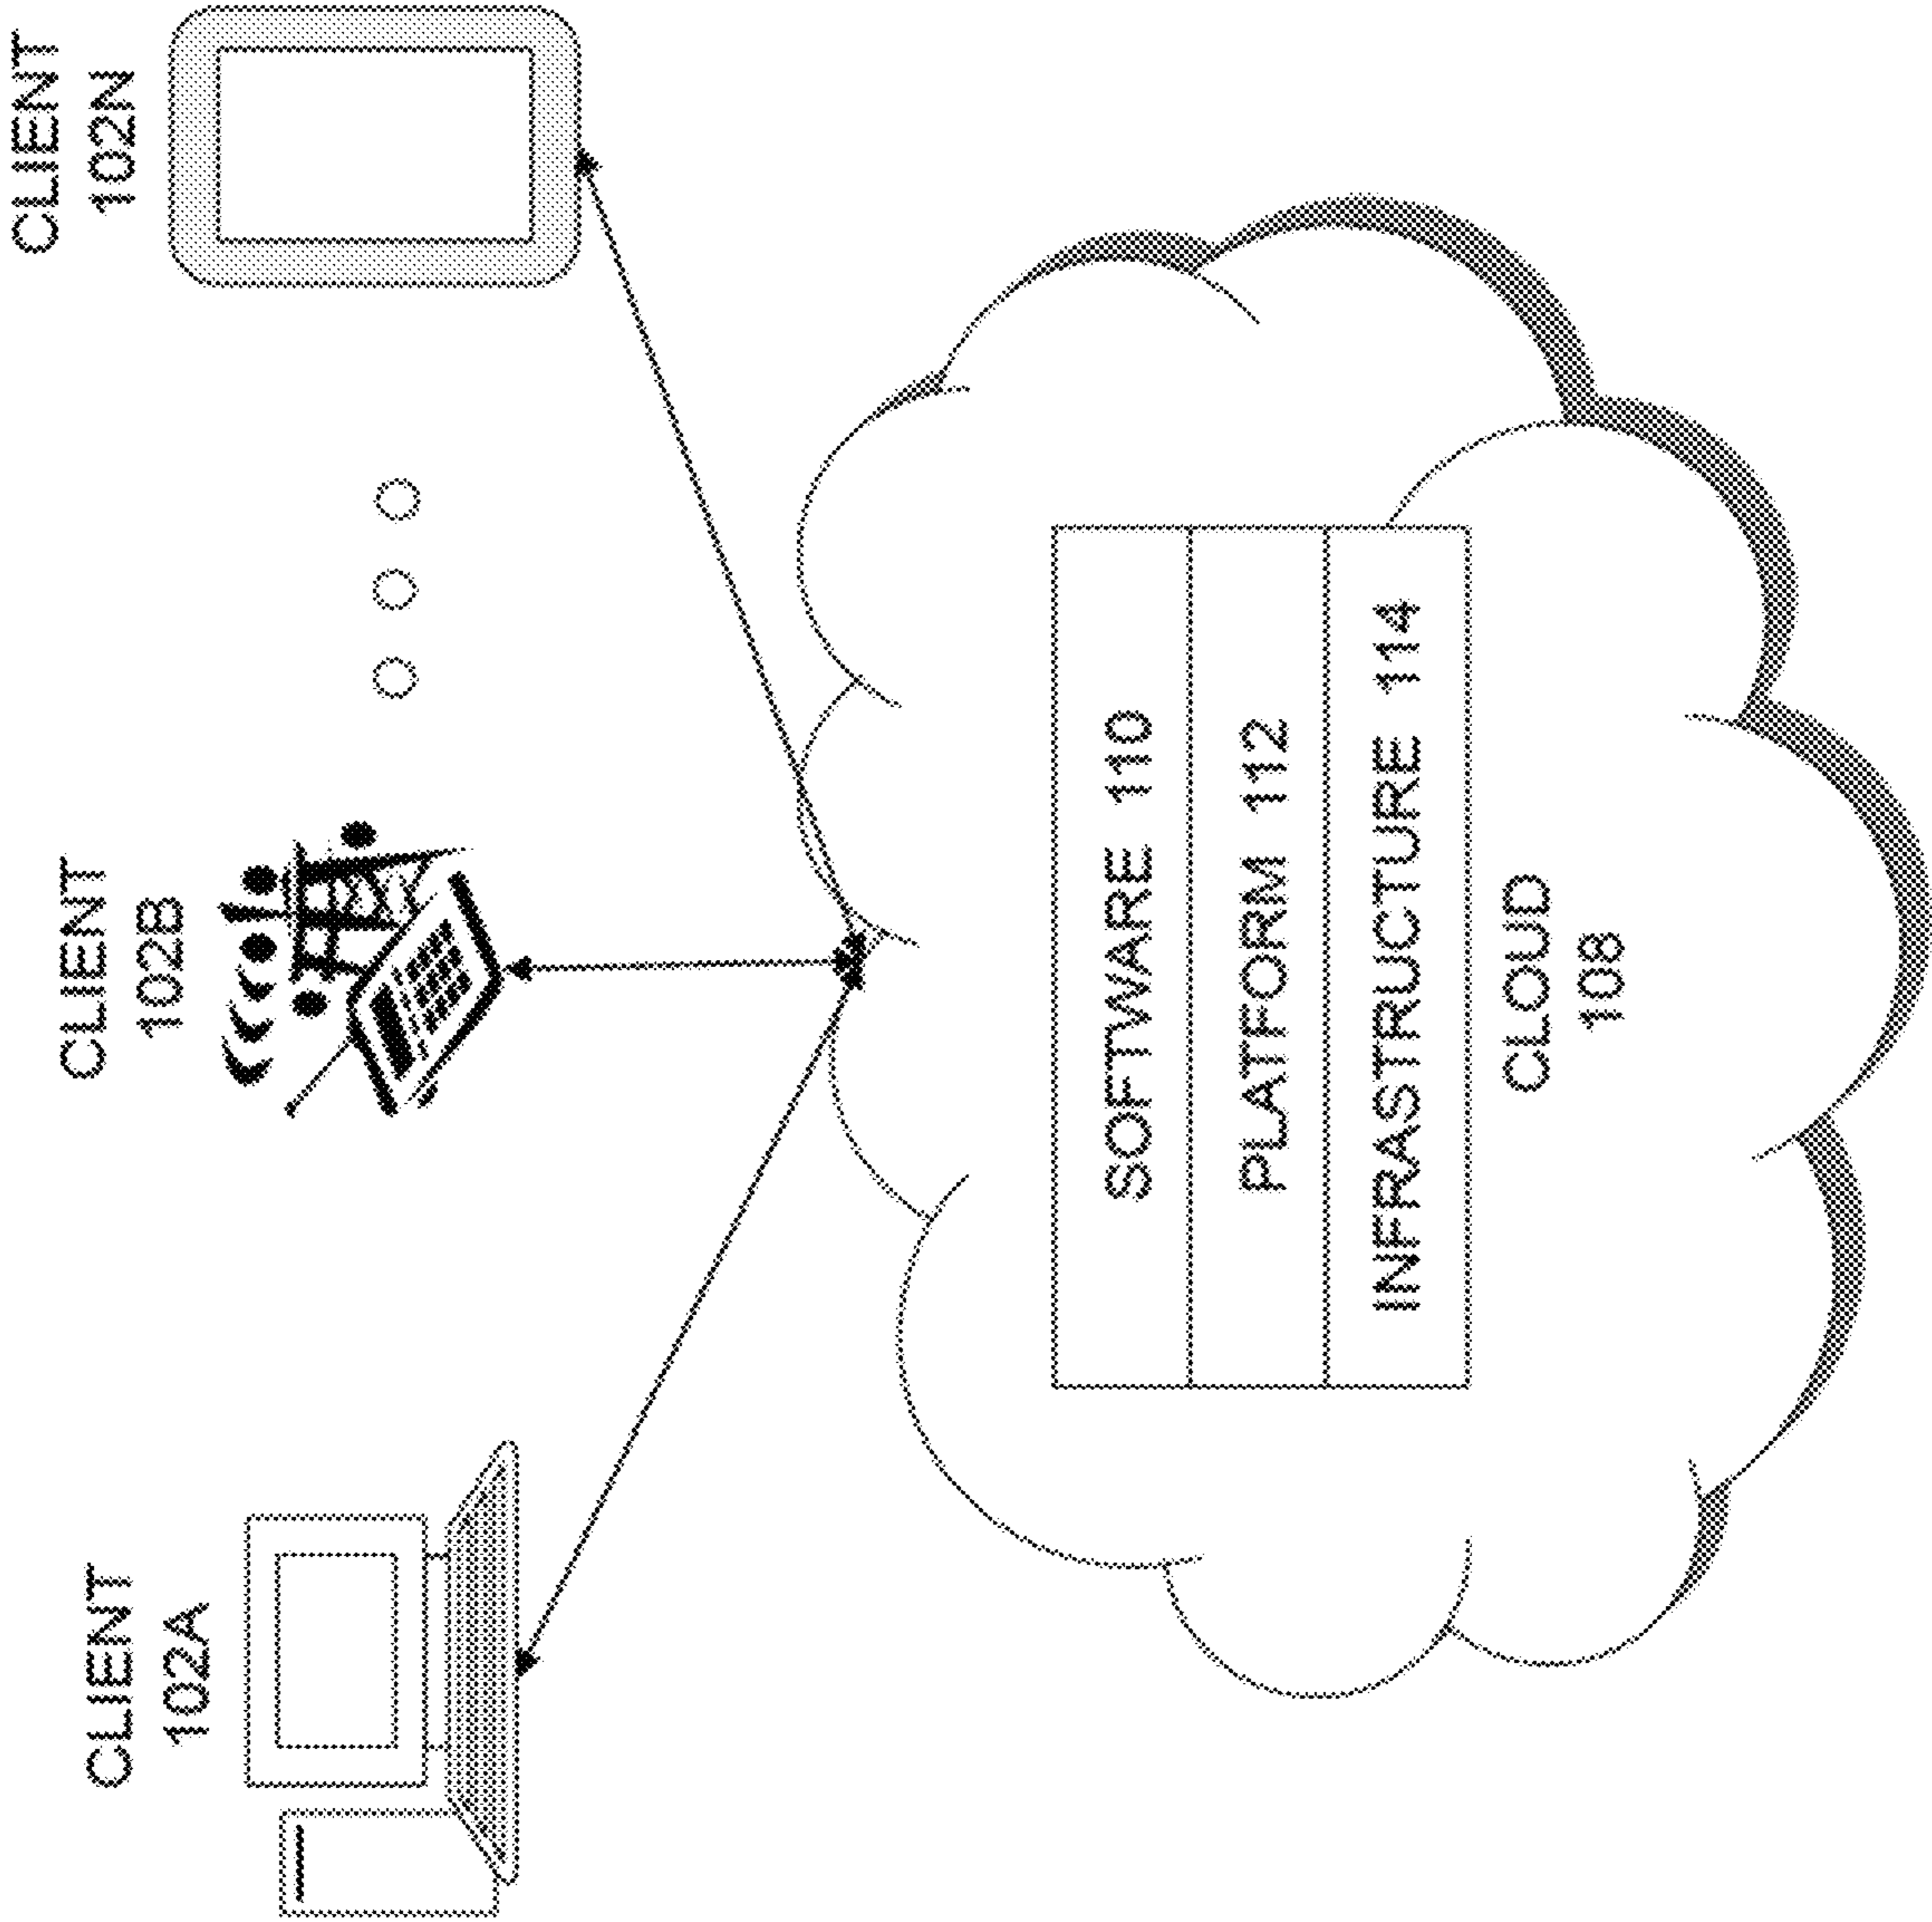 CLIENT
102A
CLIENT
102B
CLIENT
102N
SOFTWARE 110
PLATFORM 112
INFRASTRUCTURE 114
CLOUD
108